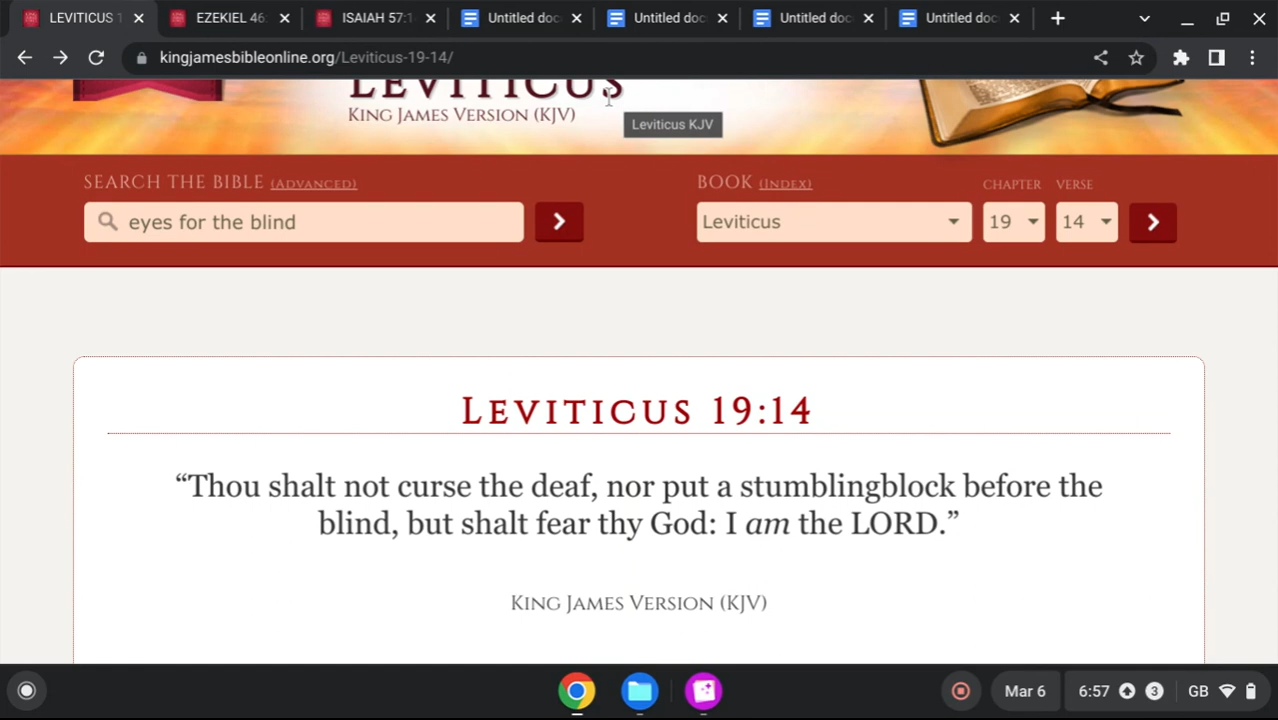 LEVITICUS 1
EZEKIEL 46:
ISAIAH 57:1
Untitled doc
Untitled doc
Untitled doc
Untitled doc
kingjamesbibleonline.org/Leviticus-19-14/
LEVITICUS
KING JAMES VERSION (KJV)
Leviticus KJV
SEARCH THE BIBLE (ADVANCED)
BOOK (INDEX)
CHAPTER
VERSE
eyes for the blind
Leviticus
19
14
LEVITICUS 19:14
“Thou shalt not curse the deaf, nor put a stumblingblock before the
blind, but shalt fear thy God: I am the LORD.”
KING JAMES VERSION (KJV)
Mar 6
6:57
3
GB